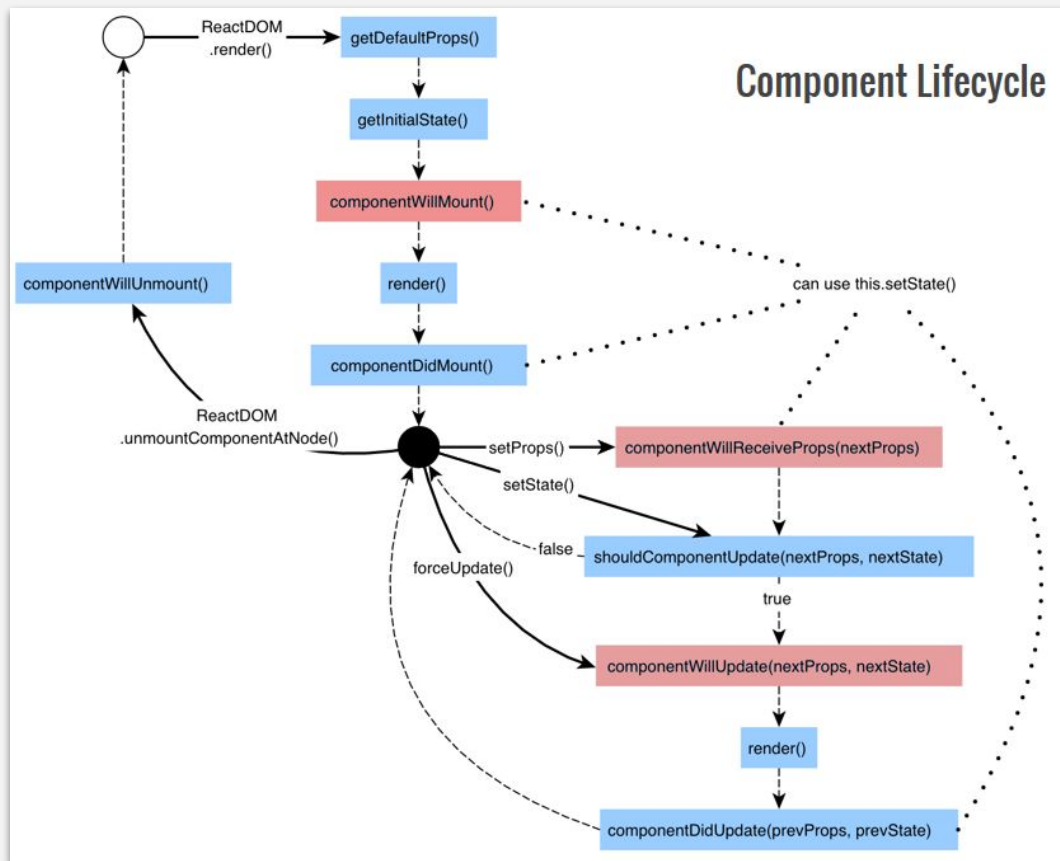 Component Lifecycle
ReactDOM
.render()
getDefaultProps()
getInitialState()
componentWillMount()
componentWillUnmount()
render()
can use this.setState()
componentDidMount()
ReactDOM
.unmountComponentAtNode()
setProps()
componentWillReceiveProps(nextProps)
setState()
false
shouldComponentUpdate(nextProps, nextState)
forceUpdate()
true
componentWillUpdate(nextProps, nextState)
render()
componentDidUpdate(prevProps, prevState)